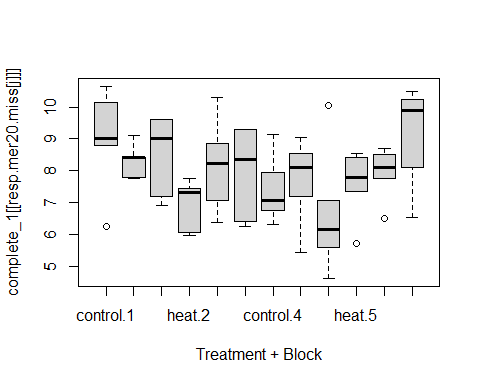 complete_1[[resp.mer20.miss[j]]]
10
9
8
7
6
5
control.1 heat.2 control.4 heat.5
Treatment + Block